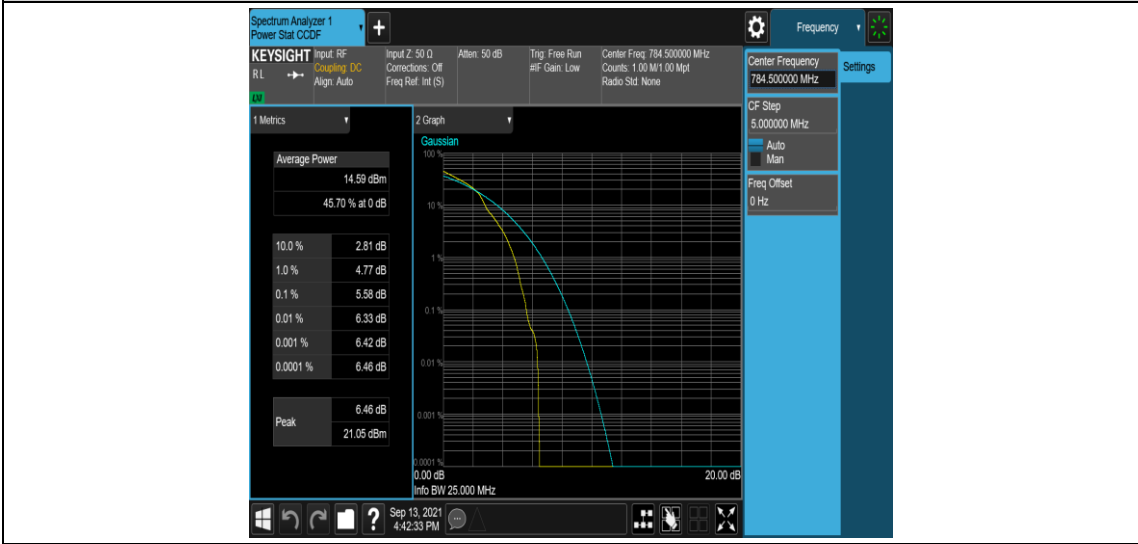 Spectrum Analyzer 1
Power Stat CCDF
+
Frequency
KEYSIGHT
RL
LM
Input: RF
Coupling: DC
Align: Auto
Input Z: 50 Ω
Corrections: Off
Freq Ref: Int (S)
Atten: 50 dB
Trig: Free Run
#IF Gain: Low
Center Freq: 784.500000 MHz
Counts: 1.00 M/1.00 Mpt
Radio Std: None
Center Frequency
784.500000 MHz
Settings
CF Step
5.000000 MHz
Auto
Man
Freq Offset
0 Hz
1 Metrics
Average Power
14.59 dBm
45.70 % at 0 dB
10.0 % 2.81 dB
1.0 % 4.77 dB
0.1 % 5.58 dB
0.01 % 6.33 dB
0.001 % 6.42 dB
0.0001 % 6.46 dB
Peak
6.46 dB
21.05 dBm
2 Graph
Gaussian
100 %
10 %
1 %
0.1 %
0.01 %
0.001 %
0.0001 %
0.00 dB 20.00 dB
Info BW 25.000 MHz
?
Sep 13, 2021
4:42:33 PM